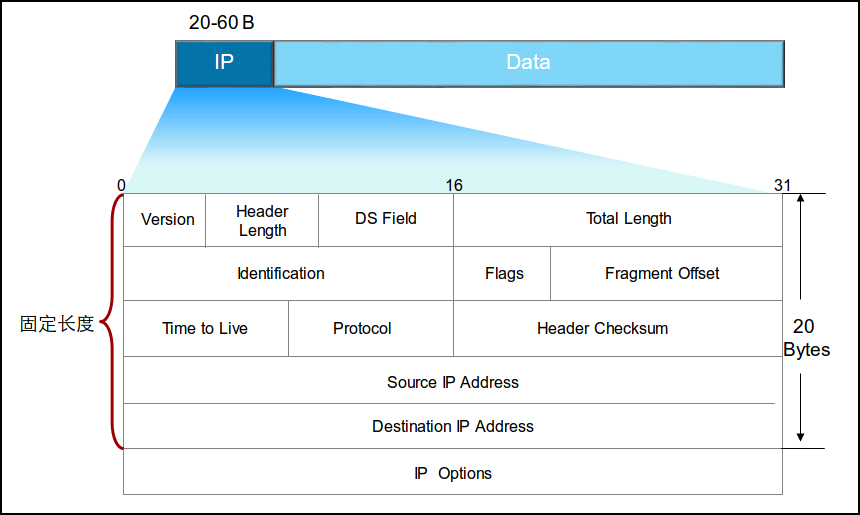 20-60 B
IP
Data
0
16
31
Version
Header
Length
DS Field
Total Length
Identification
Flags
Fragment Offset
固定长度
Time to Live
Protocol
Header Checksum
20
Bytes
Source IP Address
Destination IP Address
IP Options